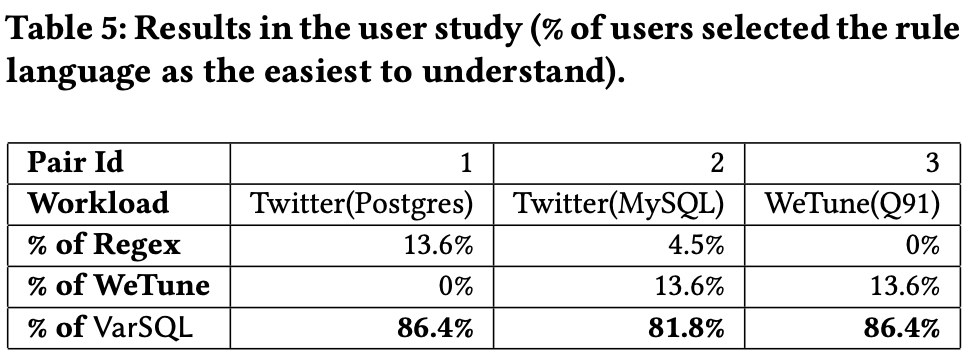 Table 5: Results in the user study (% of users selected the rule
language as the easiest to understand).
Pair Id 1 2 3
Workload Twitter(Postgres) Twitter(MySQL) WeTune(Q91)
% of Regex 13.6% 4.5% 0%
% of WeTune 0% 13.6% 13.6%
% of VarSQL 86.4% 81.8% 86.4%